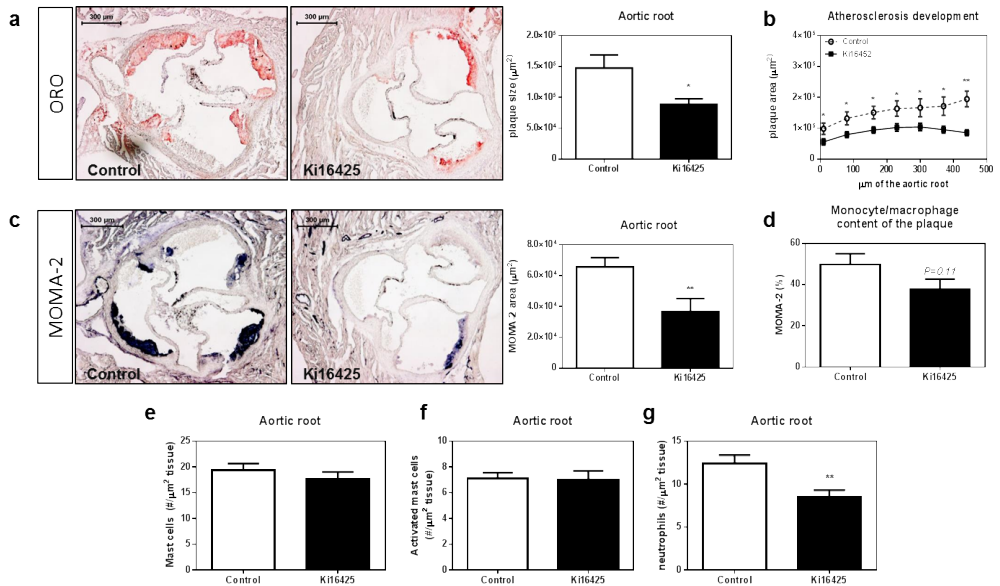 a
ORO
300 μm
Control
300 μm
Ki16425
Aortic root
plaque size (μm²)
2.0×10⁵
1.5×10⁵
1.0×10⁵
5.0×10⁴
0
*
Control
Ki16425
b
Atherosclerosis development
plaque area (μm²)
4×10⁵
3×10⁵
2×10⁵
1×10⁵
0
Control
Ki16452
* * * * * * **
0 100 200 300 400 500
μm of the aortic root
c
MOMA-2
300 μm
Control
300 μm
Ki16425
Aortic root
MOMA 2 area (μm²)
8.0×10⁴
6.0×10⁴
4.0×10⁴
2.0×10⁴
0
**
Control
Ki16425
d
Monocyte/macrophage
content of the plaque
MOMA-2 (%)
60
40
20
0
P=0.11
Control
Ki16425
e
Aortic root
Mast cells (#/μm² tissue)
25
20
15
10
5
0
Control
Ki16425
f
Aortic root
Activated mast cells
(#/μm² tissue)
10
8
6
4
2
0
Control
Ki16425
g
Aortic root
neutrophils (#/μm² tissue)
15
10
5
0
**
Control
Ki16425